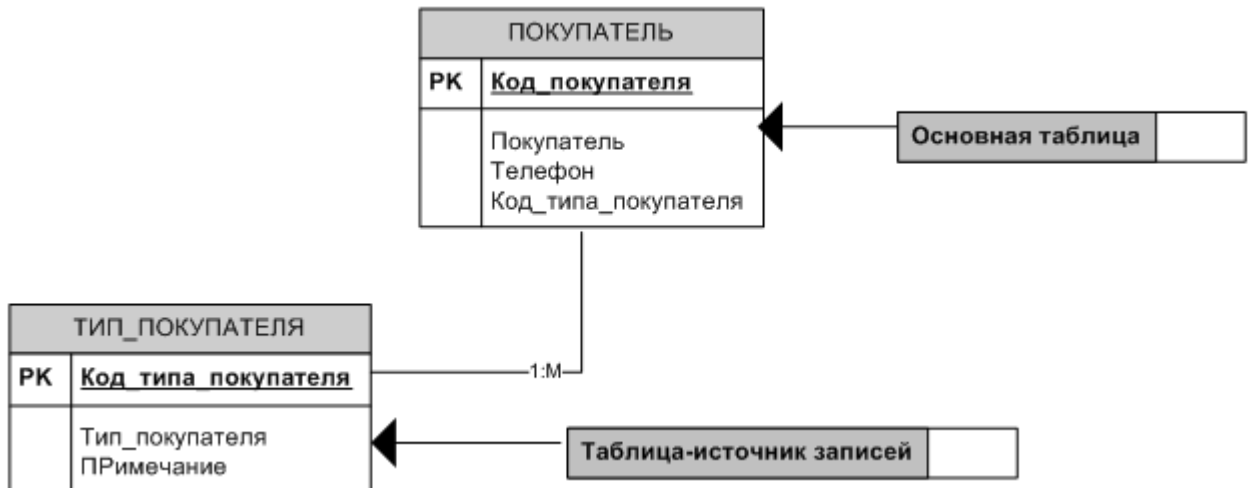 ПОКУПАТЕЛЬ
PK Код_покупателя
Покупатель
Телефон
Код_типа_покупателя
Основная таблица
ТИП_ПОКУПАТЕЛЯ
PK Код_типа_покупателя
1:M
Тип_покупателя
ПРимечание
Таблица-источник записей